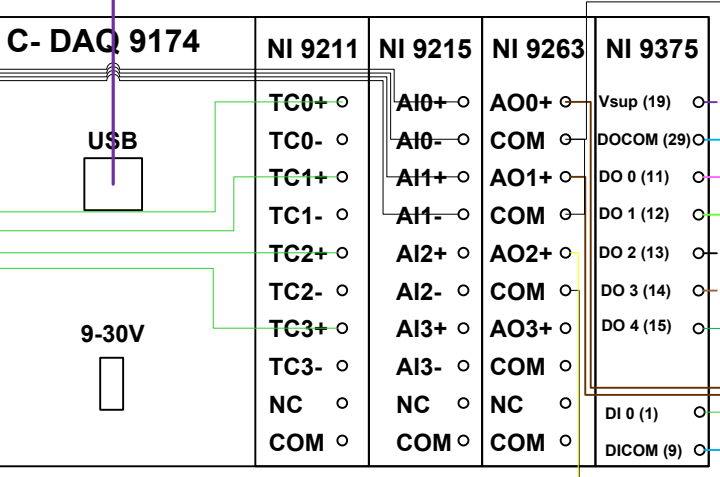 C- DAQ 9174
USB
9-30V
NI 9211
TC0+
TC0-
TC1+
TC1-
TC2+
TC2-
TC3+
TC3-
NC
COM
NI 9215
AI0+
AI0-
AI1+
AI1-
AI2+
AI2-
AI3+
AI3-
NC
COM
NI 9263
AO0+
COM
AO1+
COM
AO2+
COM
AO3+
COM
NC
COM
NI 9375
Vsup (19)
DOCOM (29)
DO 0 (11)
DO 1 (12)
DO 2 (13)
DO 3 (14)
DO 4 (15)
DI 0 (1)
DICOM (9)